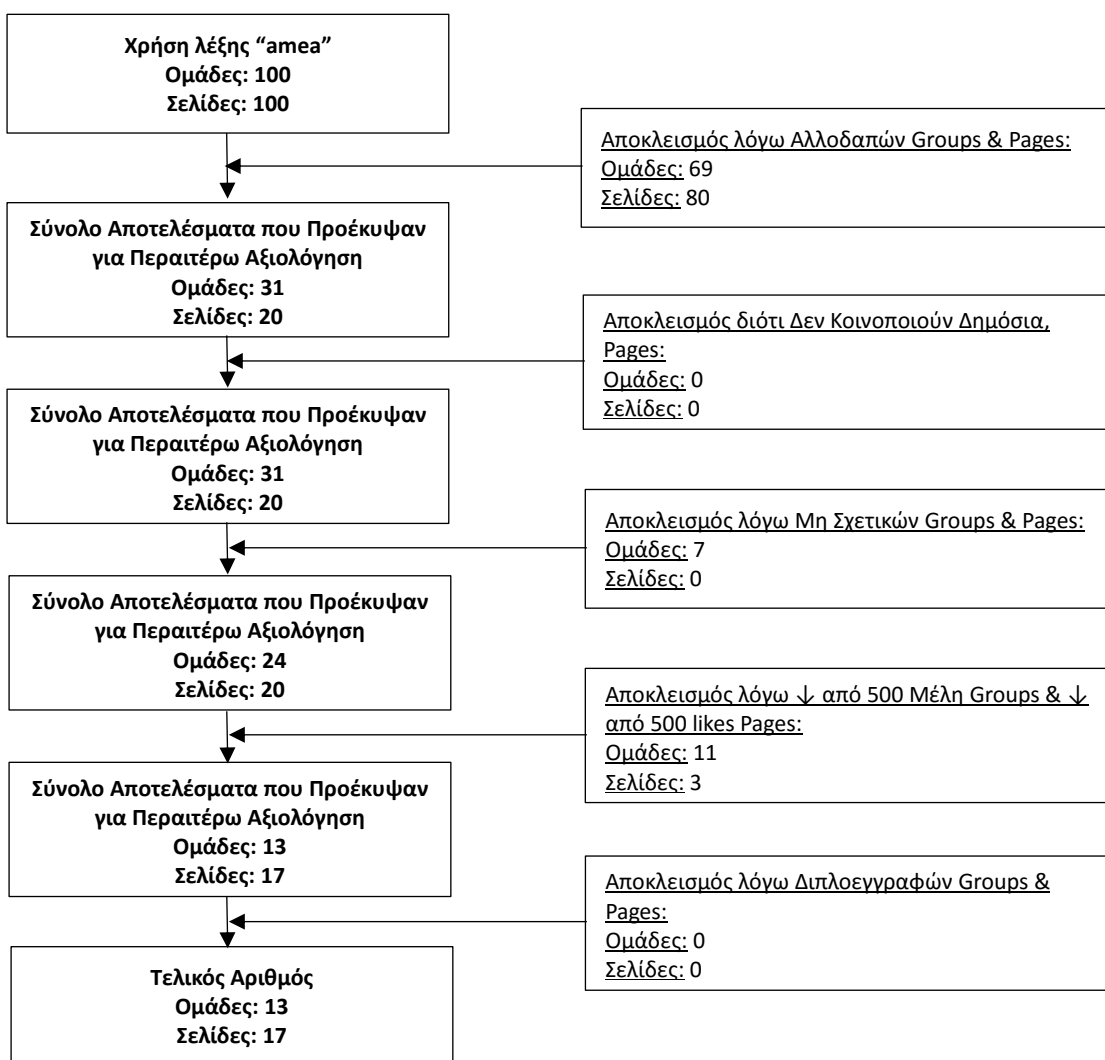 Χρήση λέξης “amea”
Ομάδες: 100
Σελίδες: 100
Αποκλεισμός λόγω Αλλοδαπών Groups & Pages:
Ομάδες: 69
Σελίδες: 80
Σύνολο Αποτελέσματα που Προέκυψαν
για Περαιτέρω Αξιολόγηση
Ομάδες: 31
Σελίδες: 20
Αποκλεισμός διότι Δεν Κοινοποιούν Δημόσια,
Pages:
Ομάδες: 0
Σελίδες: 0
Σύνολο Αποτελέσματα που Προέκυψαν
για Περαιτέρω Αξιολόγηση
Ομάδες: 31
Σελίδες: 20
Αποκλεισμός λόγω Μη Σχετικών Groups & Pages:
Ομάδες: 7
Σελίδες: 0
Σύνολο Αποτελέσματα που Προέκυψαν
για Περαιτέρω Αξιολόγηση
Ομάδες: 24
Σελίδες: 20
Αποκλεισμός λόγω ↓ από 500 Μέλη Groups & ↓
από 500 likes Pages:
Ομάδες: 11
Σελίδες: 3
Σύνολο Αποτελέσματα που Προέκυψαν
για Περαιτέρω Αξιολόγηση
Ομάδες: 13
Σελίδες: 17
Αποκλεισμός λόγω Διπλοεγγραφών Groups &
Pages:
Ομάδες: 0
Σελίδες: 0
Τελικός Αριθμός
Ομάδες: 13
Σελίδες: 17